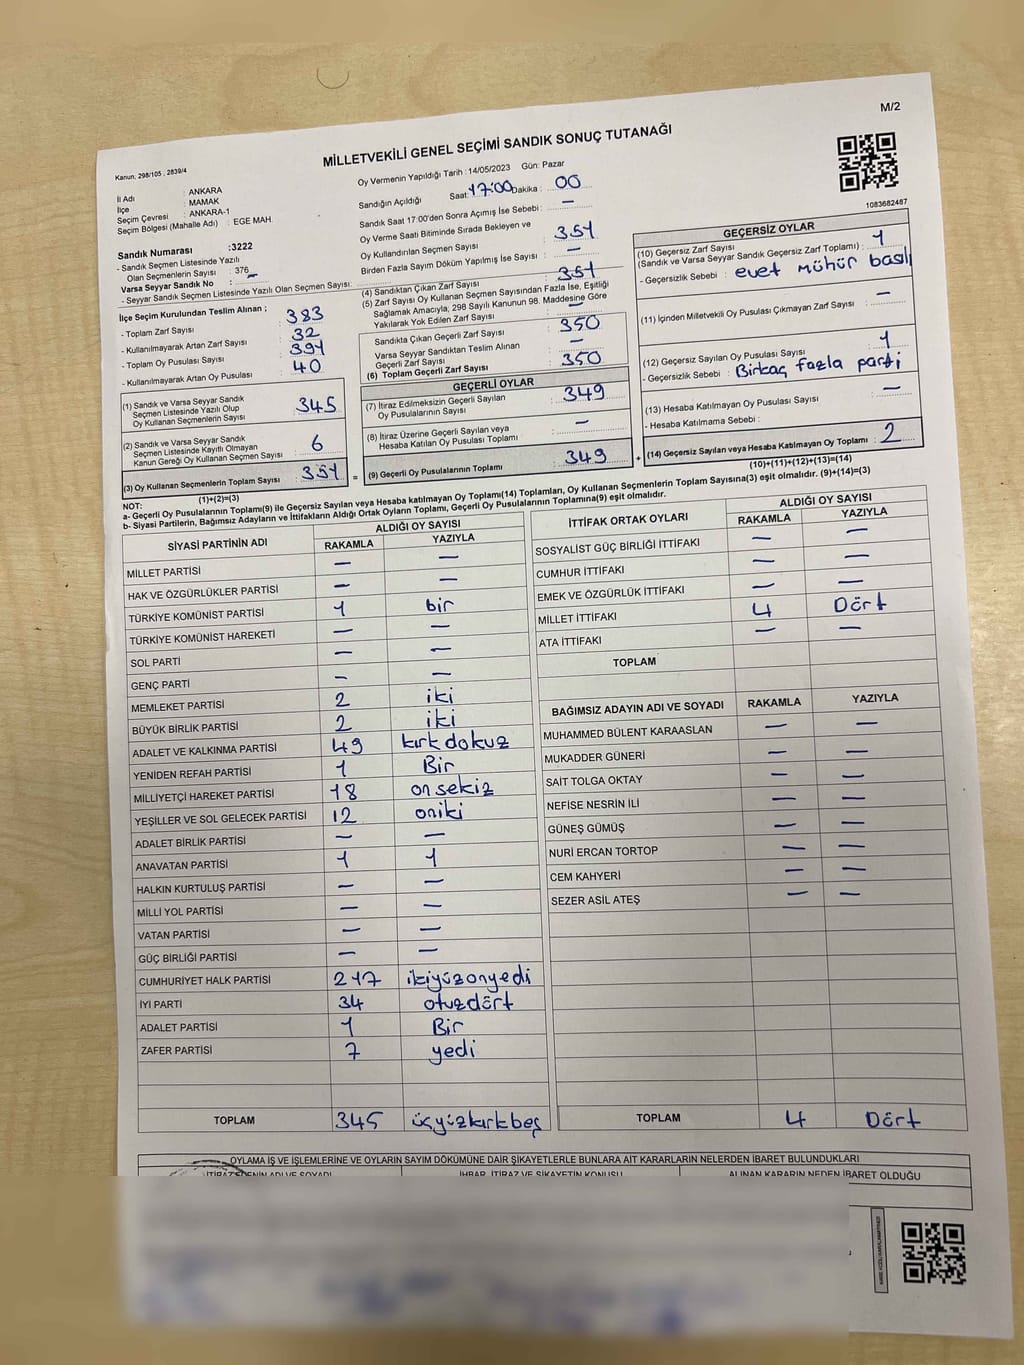 M/2
MİLLETVEKİLİ GENEL SEÇİMİ SANDIK SONUÇ TUTANAĞI
Kanun, 298/105 , 2839/4
İl Adı : ANKARA
İlçe : MAMAK
Seçim Çevresi : ANKARA-1
Seçim Bölgesi (Mahalle Adı) : EGE MAH.
Sandık Numarası :3222
- Sandık Seçmen Listesinde Yazılı
Olan Seçmenlerin Sayısı : 376
Varsa Seyyar Sandık No : —
- Seyyar Sandık Seçmen Listesinde Yazılı Olan Seçmen Sayısı:
Oy Vermenin Yapıldığı Tarih : 14/05/2023 Gün: Pazar
Sandığın Açıldığı Saat: 17:00 Dakika : 00
Sandık Saat 17:00'den Sonra Açımış İse Sebebi : —
Oy Verme Saati Bitiminde Sırada Bekleyen ve
Oy Kullandırılan Seçmen Sayısı : 351
Birden Fazla Sayım Döküm Yapılmış İse Sayısı : —
1083682487
İlçe Seçim Kurulundan Teslim Alınan ;
- Toplam Zarf Sayısı : 383
- Kullanılmayarak Artan Zarf Sayısı : 32
- Toplam Oy Pusulası Sayısı : 391
- Kullanılmayarak Artan Oy Pusulası : 40
(4) Sandıktan Çıkan Zarf Sayısı : 351
(5) Zarf Sayısı Oy Kullanan Seçmen Sayısından Fazla İse, Eşitliği
Sağlamak Amacıyla, 298 Sayılı Kanunun 98. Maddesine Göre
Yakılarak Yok Edilen Zarf Sayısı : —
Sandıkta Çıkan Geçerli Zarf Sayısı : 350
Varsa Seyyar Sandıktan Teslim Alınan
Geçerli Zarf Sayısı : —
(6) Toplam Geçerli Zarf Sayısı : 350
GEÇERSİZ OYLAR
(10) Geçersiz Zarf Sayısı
(Sandık ve Varsa Seyyar Sandık Geçersiz Zarf Toplamı) : 1
- Geçersizlik Sebebi : evet mühür basılı
(11) İçinden Milletvekili Oy Pusulası Çıkmayan Zarf Sayısı : —
(12) Geçersiz Sayılan Oy Pusulası Sayısı : 1
- Geçersizlik Sebebi : Birkaç fazla parti
(13) Hesaba Katılmayan Oy Pusulası Sayısı : —
- Hesaba Katılmama Sebebi :
(14) Geçersiz Sayılan veya Hesaba Katılmayan Oy Toplamı : 2
(10)+(11)+(12)+(13)=(14)
(1) Sandık ve Varsa Seyyar Sandık
Seçmen Listesinde Yazılı Olup
Oy Kullanan Seçmenlerin Sayısı : 345
(2) Sandık ve Varsa Seyyar Sandık
Seçmen Listesinde Kayıtlı Olmayan
Kanun Gereği Oy Kullanan Seçmen Sayısı : 6
(3) Oy Kullanan Seçmenlerin Toplam Sayısı : 351
(1)+(2)=(3)
GEÇERLİ OYLAR
(7) İtiraz Edilmeksizin Geçerli Sayılan
Oy Pusulalarının Sayısı : 349
(8) İtiraz Üzerine Geçerli Sayılan veya
Hesaba Katılan Oy Pusulası Toplamı : —
(9) Geçerli Oy Pusulalarının Toplamı : 349
NOT:
a- Geçerli Oy Pusulalarının Toplamı(9) ile Geçersiz Sayılan veya Hesaba katılmayan Oy Toplamı(14) Toplamları, Oy Kullanan Seçmenlerin Toplam Sayısına(3) eşit olmalıdır. (9)+(14)=(3)
b- Siyasi Partilerin, Bağımsız Adayların ve İttifakların Aldığı Ortak Oyların Toplamı, Geçerli Oy Pusulalarının Toplamına(9) eşit olmalıdır.
SİYASİ PARTİNİN ADI ALDIĞI OY SAYISI
RAKAMLA YAZIYLA
MİLLET PARTİSİ — —
HAK VE ÖZGÜRLÜKLER PARTİSİ — —
TÜRKİYE KOMÜNİST PARTİSİ 1 bir
TÜRKİYE KOMÜNİST HAREKETİ — —
SOL PARTİ — —
GENÇ PARTİ — —
MEMLEKET PARTİSİ 2 iki
BÜYÜK BİRLİK PARTİSİ 2 iki
ADALET VE KALKINMA PARTİSİ 49 kırkdokuz
YENİDEN REFAH PARTİSİ 1 Bir
MİLLİYETÇİ HAREKET PARTİSİ 18 onsekiz
YEŞİLLER VE SOL GELECEK PARTİSİ 12 oniki
ADALET BİRLİK PARTİSİ — —
ANAVATAN PARTİSİ 1 1
HALKIN KURTULUŞ PARTİSİ — —
MİLLİ YOL PARTİSİ — —
VATAN PARTİSİ — —
GÜÇ BİRLİĞİ PARTİSİ — —
CUMHURİYET HALK PARTİSİ 217 ikiyüzonyedi
İYİ PARTİ 34 otuzdört
ADALET PARTİSİ 1 Bir
ZAFER PARTİSİ 7 yedi
TOPLAM 345 üçyüzkırkbeş
İTTİFAK ORTAK OYLARI ALDIĞI OY SAYISI
RAKAMLA YAZIYLA
SOSYALİST GÜÇ BİRLİĞİ İTTİFAKI — —
CUMHUR İTTİFAKI — —
EMEK VE ÖZGÜRLÜK İTTİFAKI — —
MİLLET İTTİFAKI 4 Dört
ATA İTTİFAKI — —
TOPLAM
BAĞIMSIZ ADAYIN ADI VE SOYADI RAKAMLA YAZIYLA
MUHAMMED BÜLENT KARAASLAN — —
MUKADDER GÜNERİ — —
SAİT TOLGA OKTAY — —
NEFİSE NESRİN İLİ — —
GÜNEŞ GÜMÜŞ — —
NURİ ERCAN TORTOP — —
CEM KAHYERİ — —
SEZER ASİL ATEŞ — —
TOPLAM 4 Dört
OYLAMA İŞ VE İŞLEMLERİNE VE OYLARIN SAYIM DÖKÜMÜNE DAİR ŞİKAYETLERLE BUNLARA AİT KARARLARIN NELERDEN İBARET BULUNDUKLARI
İTİRAZ EDENİN ADI VE SOYADI İHBAR, İTİRAZ VE ŞİKAYETİN KONUSU ALINAN KARARIN NEDEN İBARET OLDUĞU